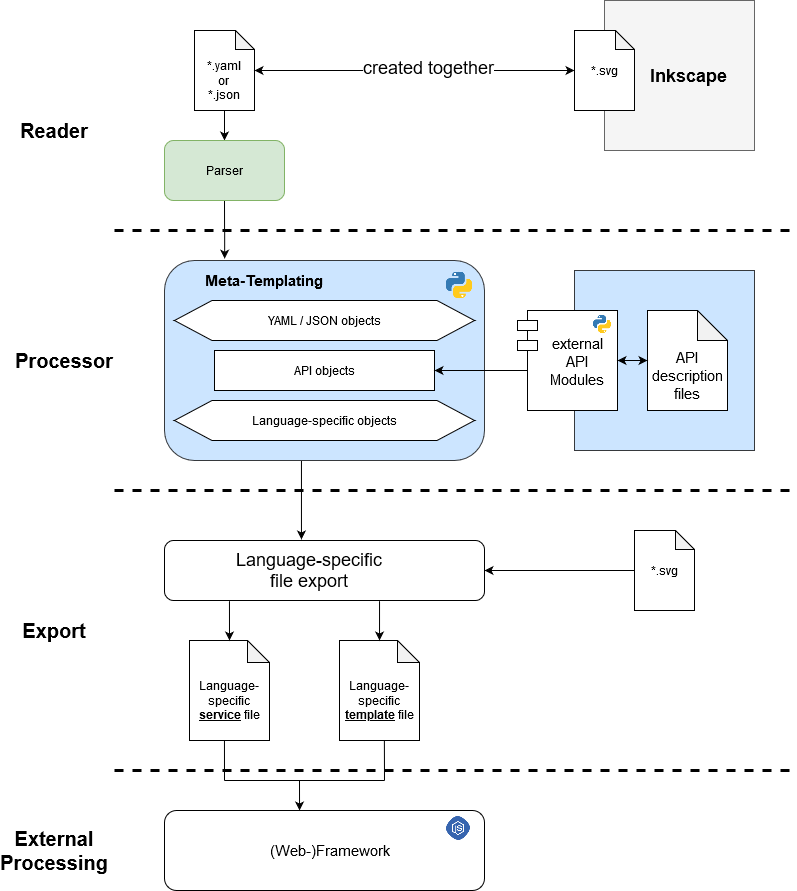 *.yaml
or
*.json
created together
*.svg
Inkscape
Reader
Parser
Meta-Templating
YAML / JSON objects
external
API
Modules
API
description
files
Processor
API objects
Language-specific objects
Language-specific
file export
*.svg
Export
Language-
specific
service file
Language-
specific
template file
External
Processing
(Web-)Framework
JS